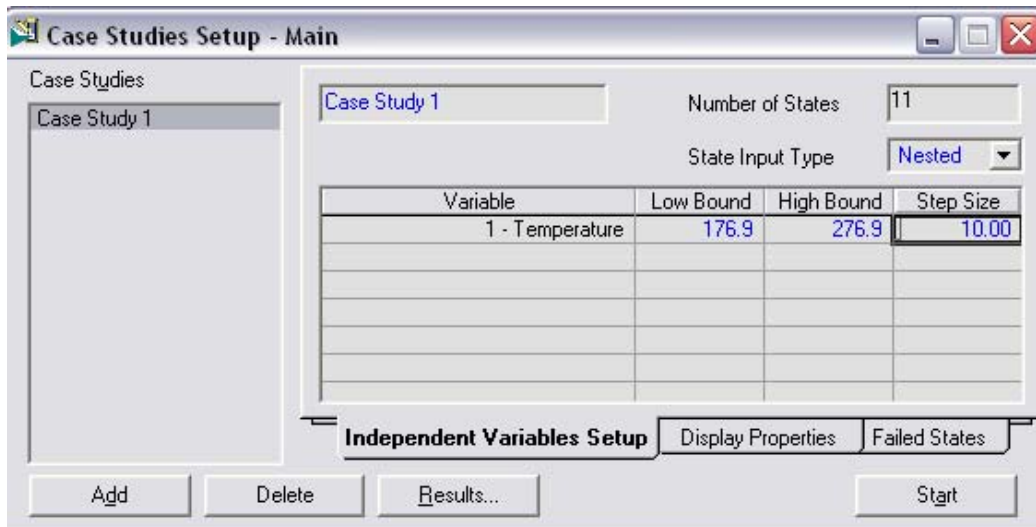 Case Studies Setup - Main
Case Studies
Case Study 1
Case Study 1
Number of States 11
State Input Type Nested
Variable Low Bound High Bound Step Size
1 - Temperature 176.9 276.9 10.00
Independent Variables Setup Display Properties Failed States
Add Delete Results... Start